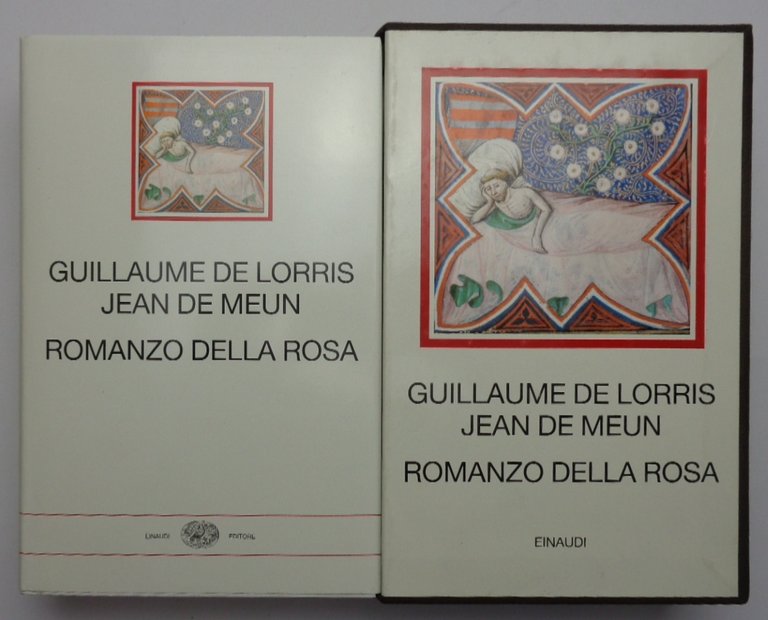 GUILLAUME DE LORRIS
JEAN DE MEUN
ROMANZO DELLA ROSA
EINAUDI EDITORE
GUILLAUME DE LORRIS
JEAN DE MEUN
ROMANZO DELLA ROSA
EINAUDI